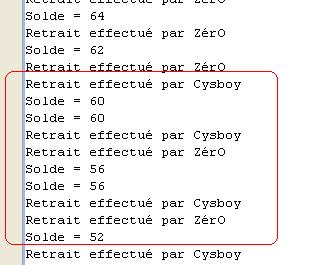 Retrait effectué par ZérO
Solde = 64
Retrait effectué par ZérO
Solde = 62
Retrait effectué par ZérO
Retrait effectué par Cysboy
Solde = 60
Solde = 60
Retrait effectué par Cysboy
Retrait effectué par ZérO
Solde = 56
Solde = 56
Retrait effectué par Cysboy
Retrait effectué par ZérO
Solde = 52
Retrait effectué par Cysboy